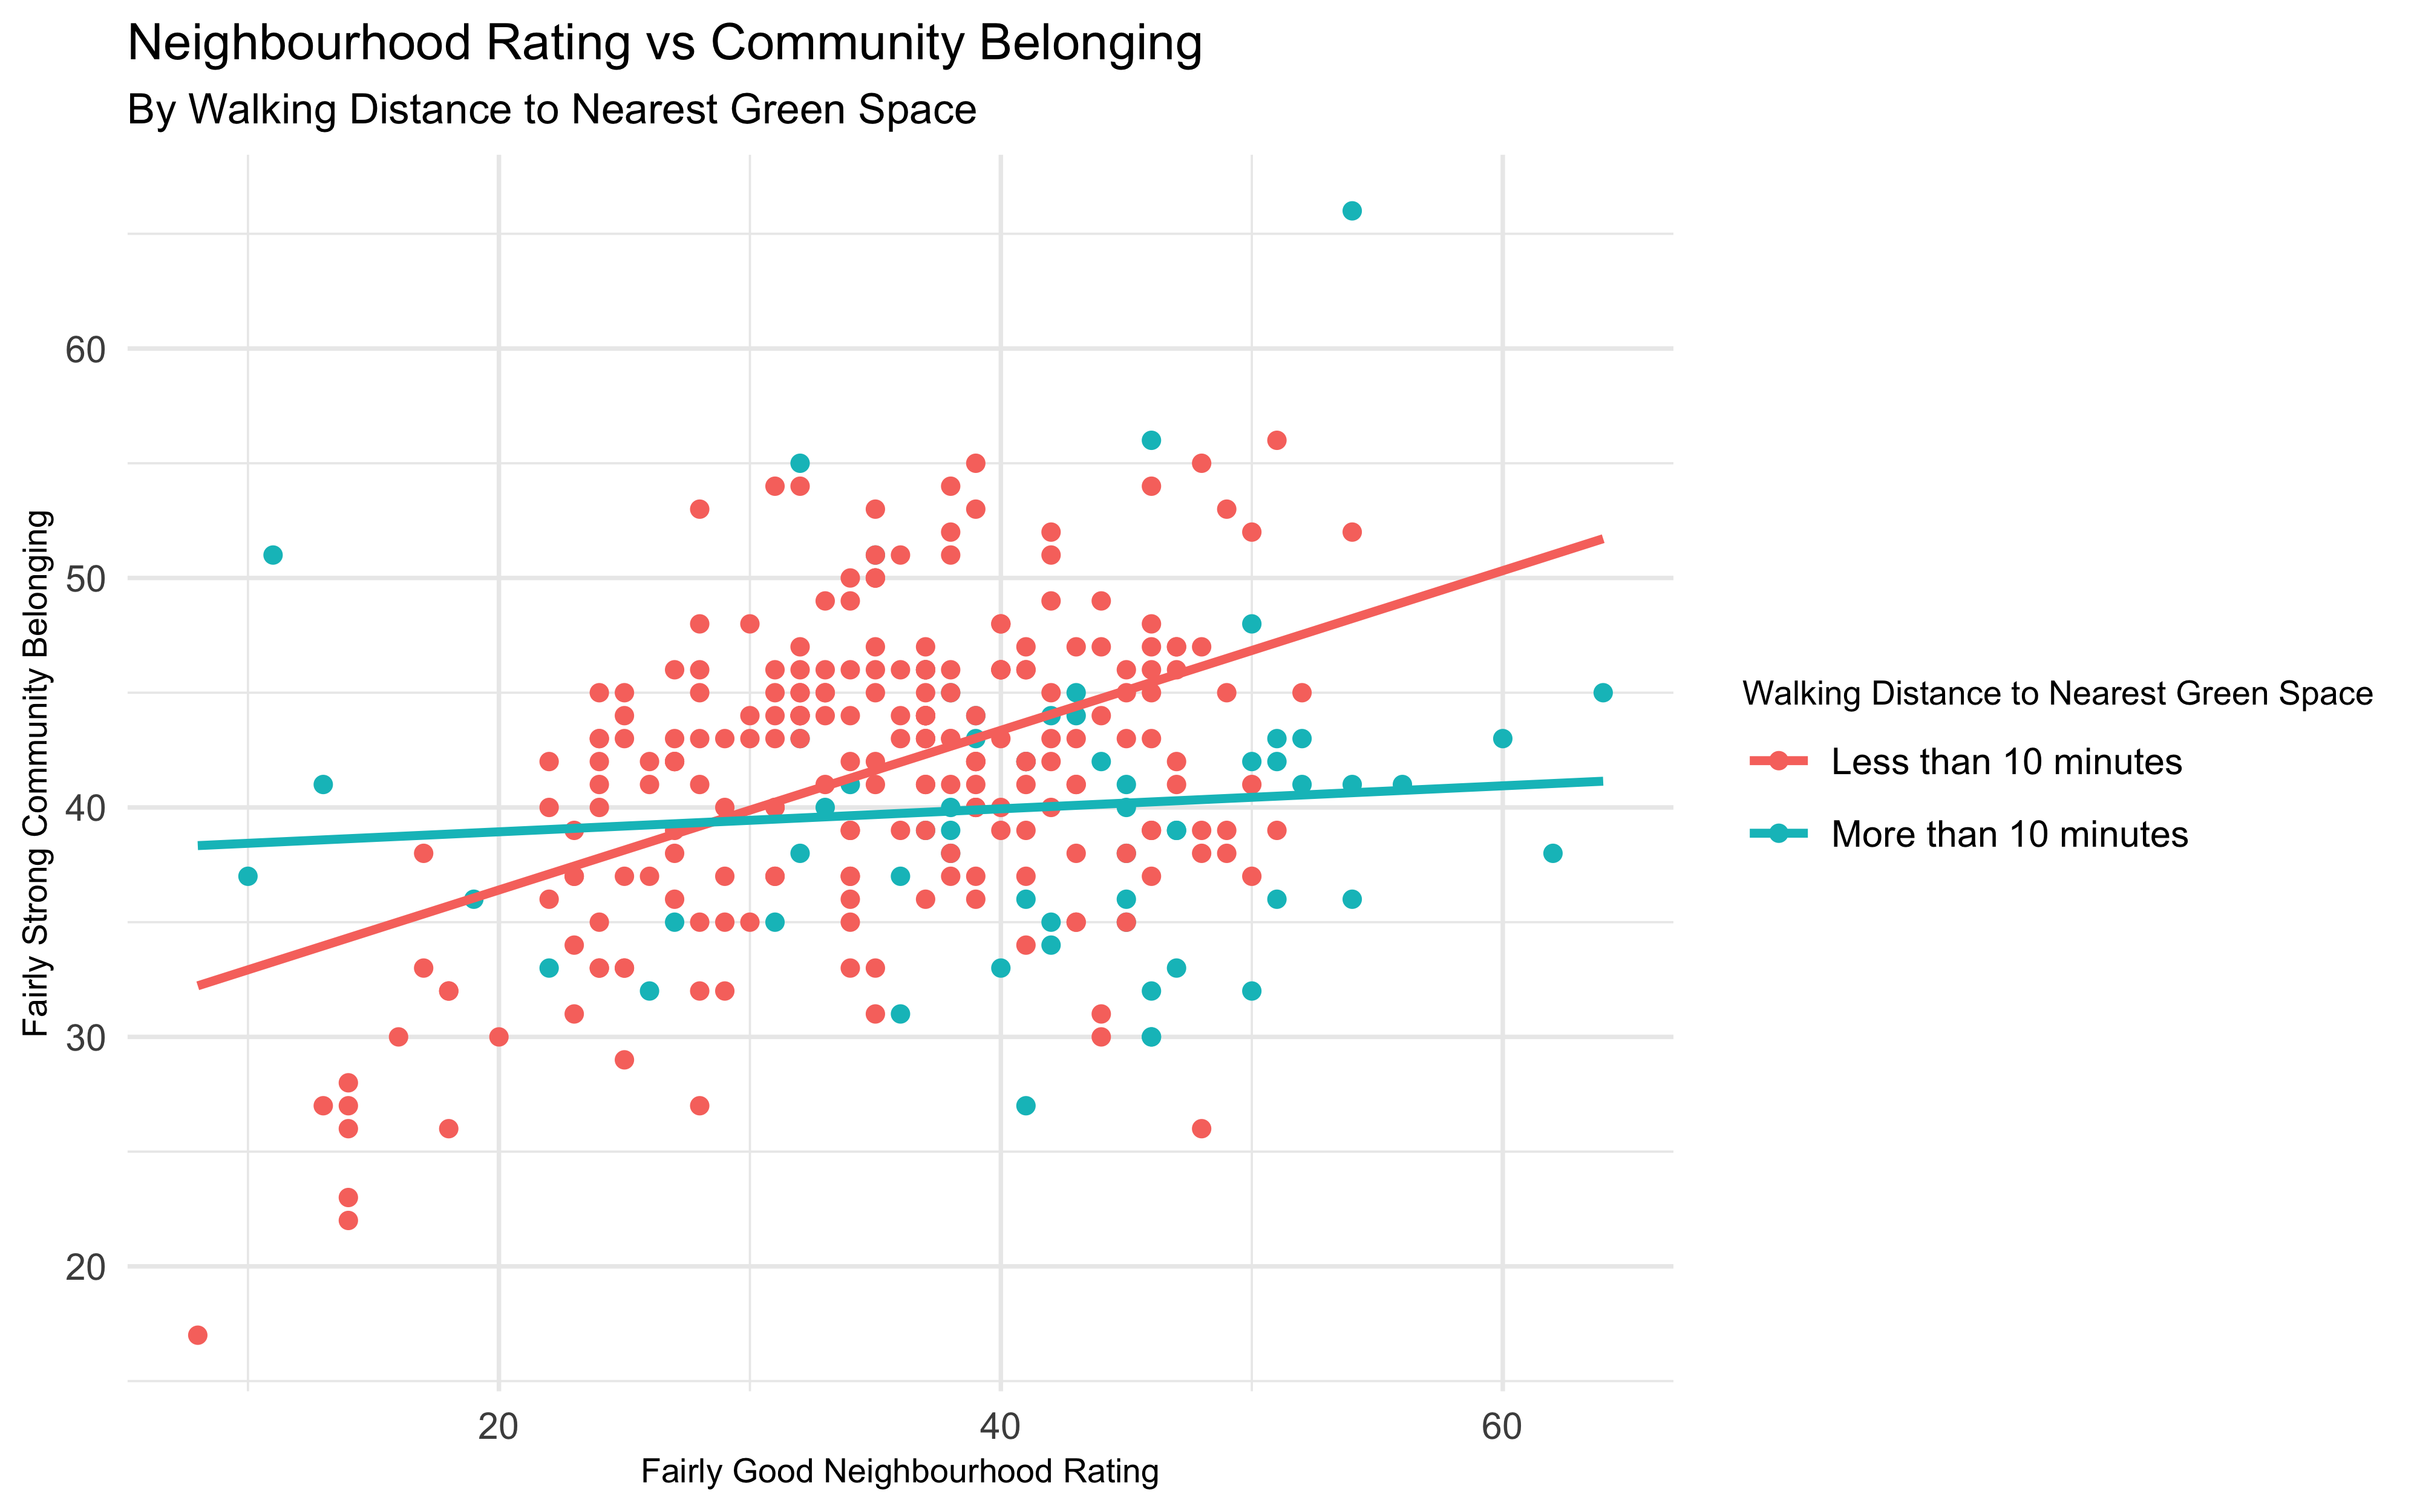 Neighbourhood Rating vs Community Belonging
By Walking Distance to Nearest Green Space
Fairly Strong Community Belonging
60
50
40
30
20
20
40
60
Fairly Good Neighbourhood Rating
Walking Distance to Nearest Green Space
Less than 10 minutes
More than 10 minutes